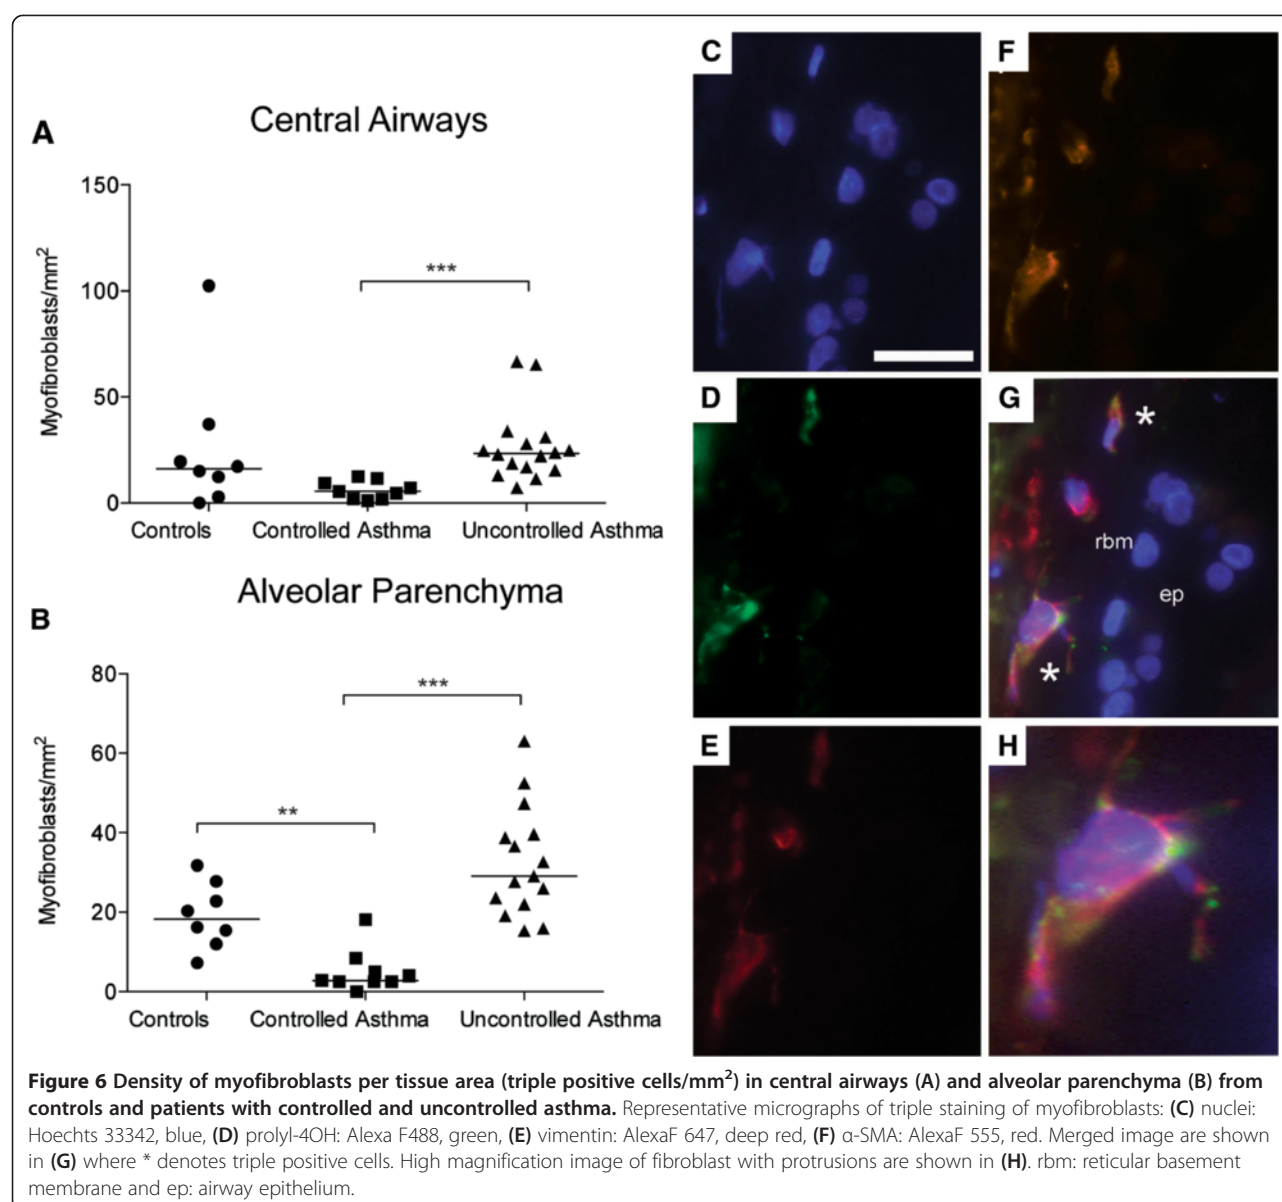 A
Central Airways
150
100
50
0
Myofibroblasts/mm²
***
Controls
Controlled Asthma
Uncontrolled Asthma
B
Alveolar Parenchyma
80
60
40
20
0
Myofibroblasts/mm²
**
***
Controls
Controlled Asthma
Uncontrolled Asthma
C
F
D
G
*
rbm
ep
*
E
H
Figure 6 Density of myofibroblasts per tissue area (triple positive cells/mm²) in central airways (A) and alveolar parenchyma (B) from
controls and patients with controlled and uncontrolled asthma. Representative micrographs of triple staining of myofibroblasts: (C) nuclei:
Hoechts 33342, blue, (D) prolyl-4OH: Alexa F488, green, (E) vimentin: AlexaF 647, deep red, (F) α-SMA: AlexaF 555, red. Merged image are shown
in (G) where * denotes triple positive cells. High magnification image of fibroblast with protrusions are shown in (H). rbm: reticular basement
membrane and ep: airway epithelium.